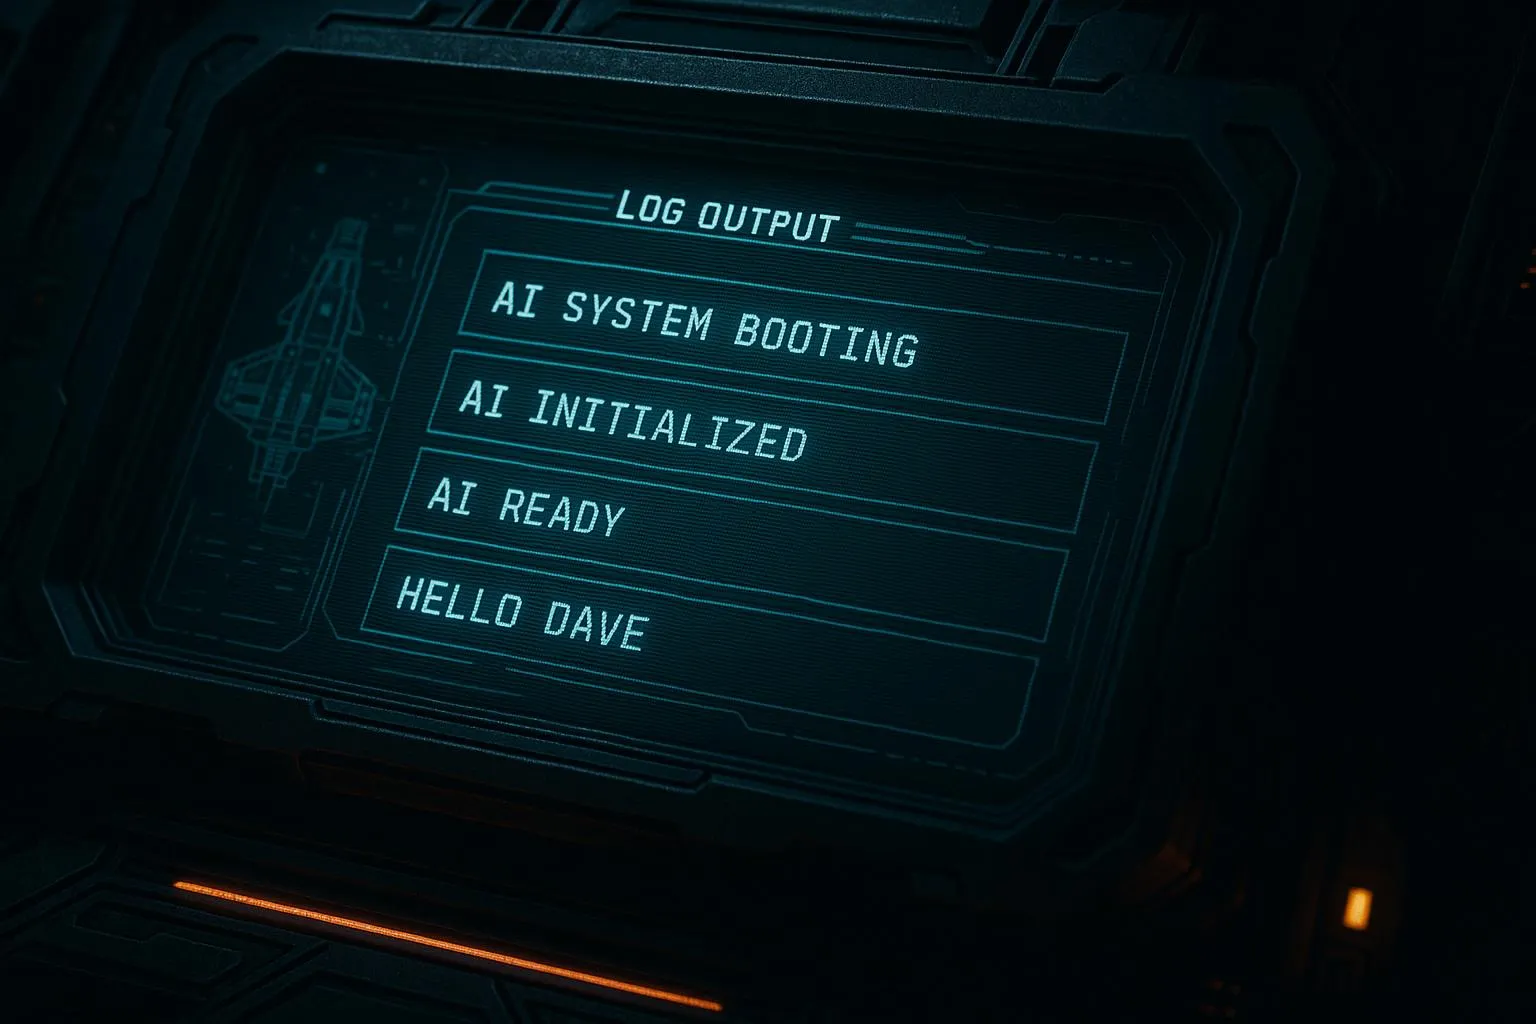 LOG OUTPUT
AI SYSTEM BOOTING
AI INITIALIZED
AI READY
HELLO DAVE